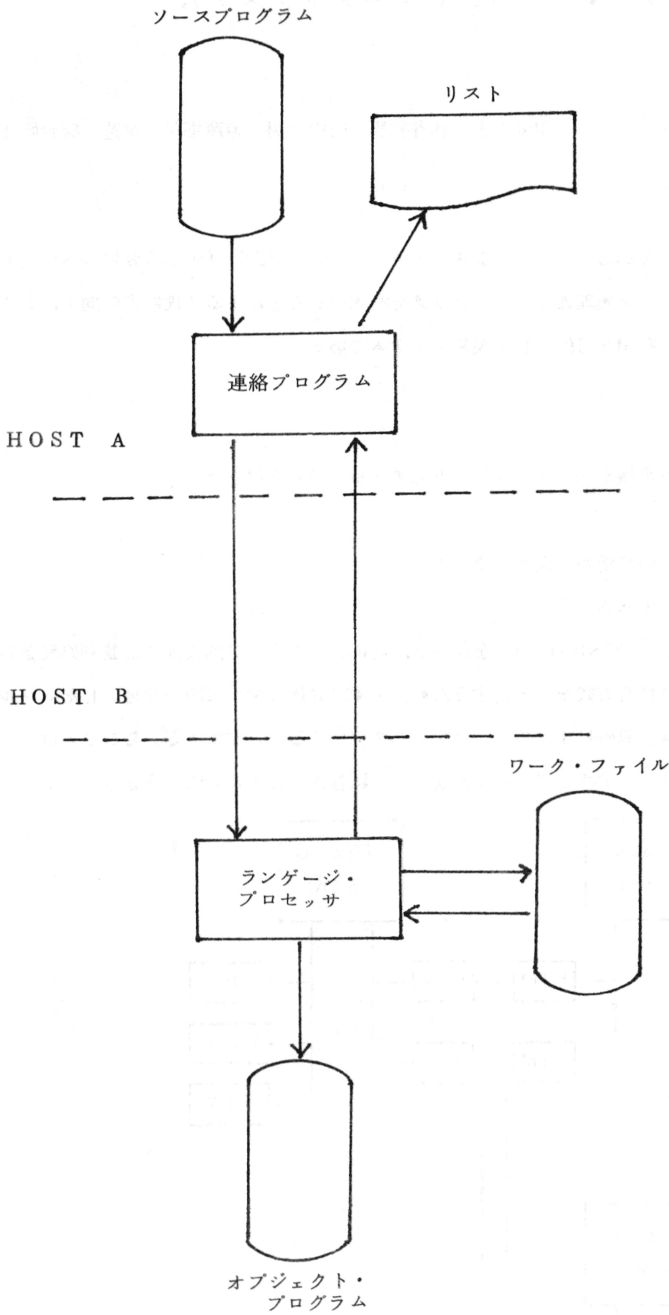 ソースプログラム
リスト
連絡プログラム
HOST A
HOST B
ワーク・ファイル
ランゲージ・
プロセッサ
オブジェクト・
プログラム